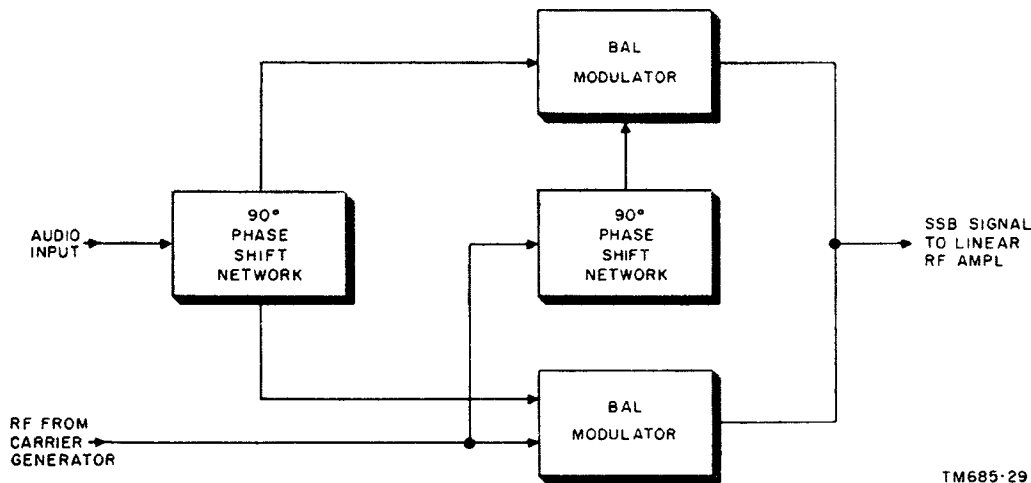 BAL
MODULATOR
90°
PHASE
SHIFT
NETWORK
AUDIO
INPUT
90°
PHASE
SHIFT
NETWORK
SSB SIGNAL
TO LINEAR
RF AMPL
BAL
MODULATOR
RF FROM
CARRIER
GENERATOR
TM685-29